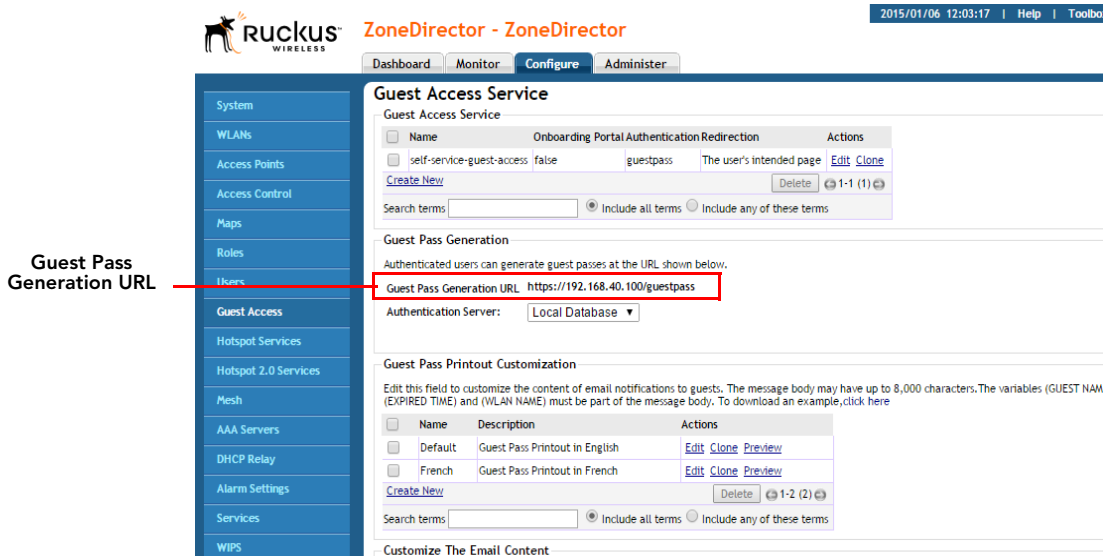 2015/01/06 12:03:17 | Help | Toolbo
RUCKUS WIRELESS
ZoneDirector - ZoneDirector
Dashboard Monitor Configure Administer
System
WLANs
Access Points
Access Control
Maps
Roles
Users
Guest Access
Hotspot Services
Hotspot 2.0 Services
Mesh
AAA Servers
DHCP Relay
Alarm Settings
Services
WIPS
Guest Pass
Generation URL
Guest Access Service
Guest Access Service
Name Onboarding Portal Authentication Redirection Actions
self-service-guest-access false guestpass The user's intended page Edit Clone
Create New Delete 1-1 (1)
Search terms Include all terms Include any of these terms
Guest Pass Generation
Authenticated users can generate guest passes at the URL shown below.
Guest Pass Generation URL https://192.168.40.100/guestpass
Authentication Server: Local Database
Guest Pass Printout Customization
Edit this field to customize the content of email notifications to guests. The message body may have up to 8,000 characters.The variables (GUEST NAM
(EXPIRED TIME) and (WLAN NAME) must be part of the message body. To download an example,click here
Name Description Actions
Default Guest Pass Printout in English Edit Clone Preview
French Guest Pass Printout in French Edit Clone Preview
Create New Delete 1-2 (2)
Search terms Include all terms Include any of these terms
Customize The Email Content